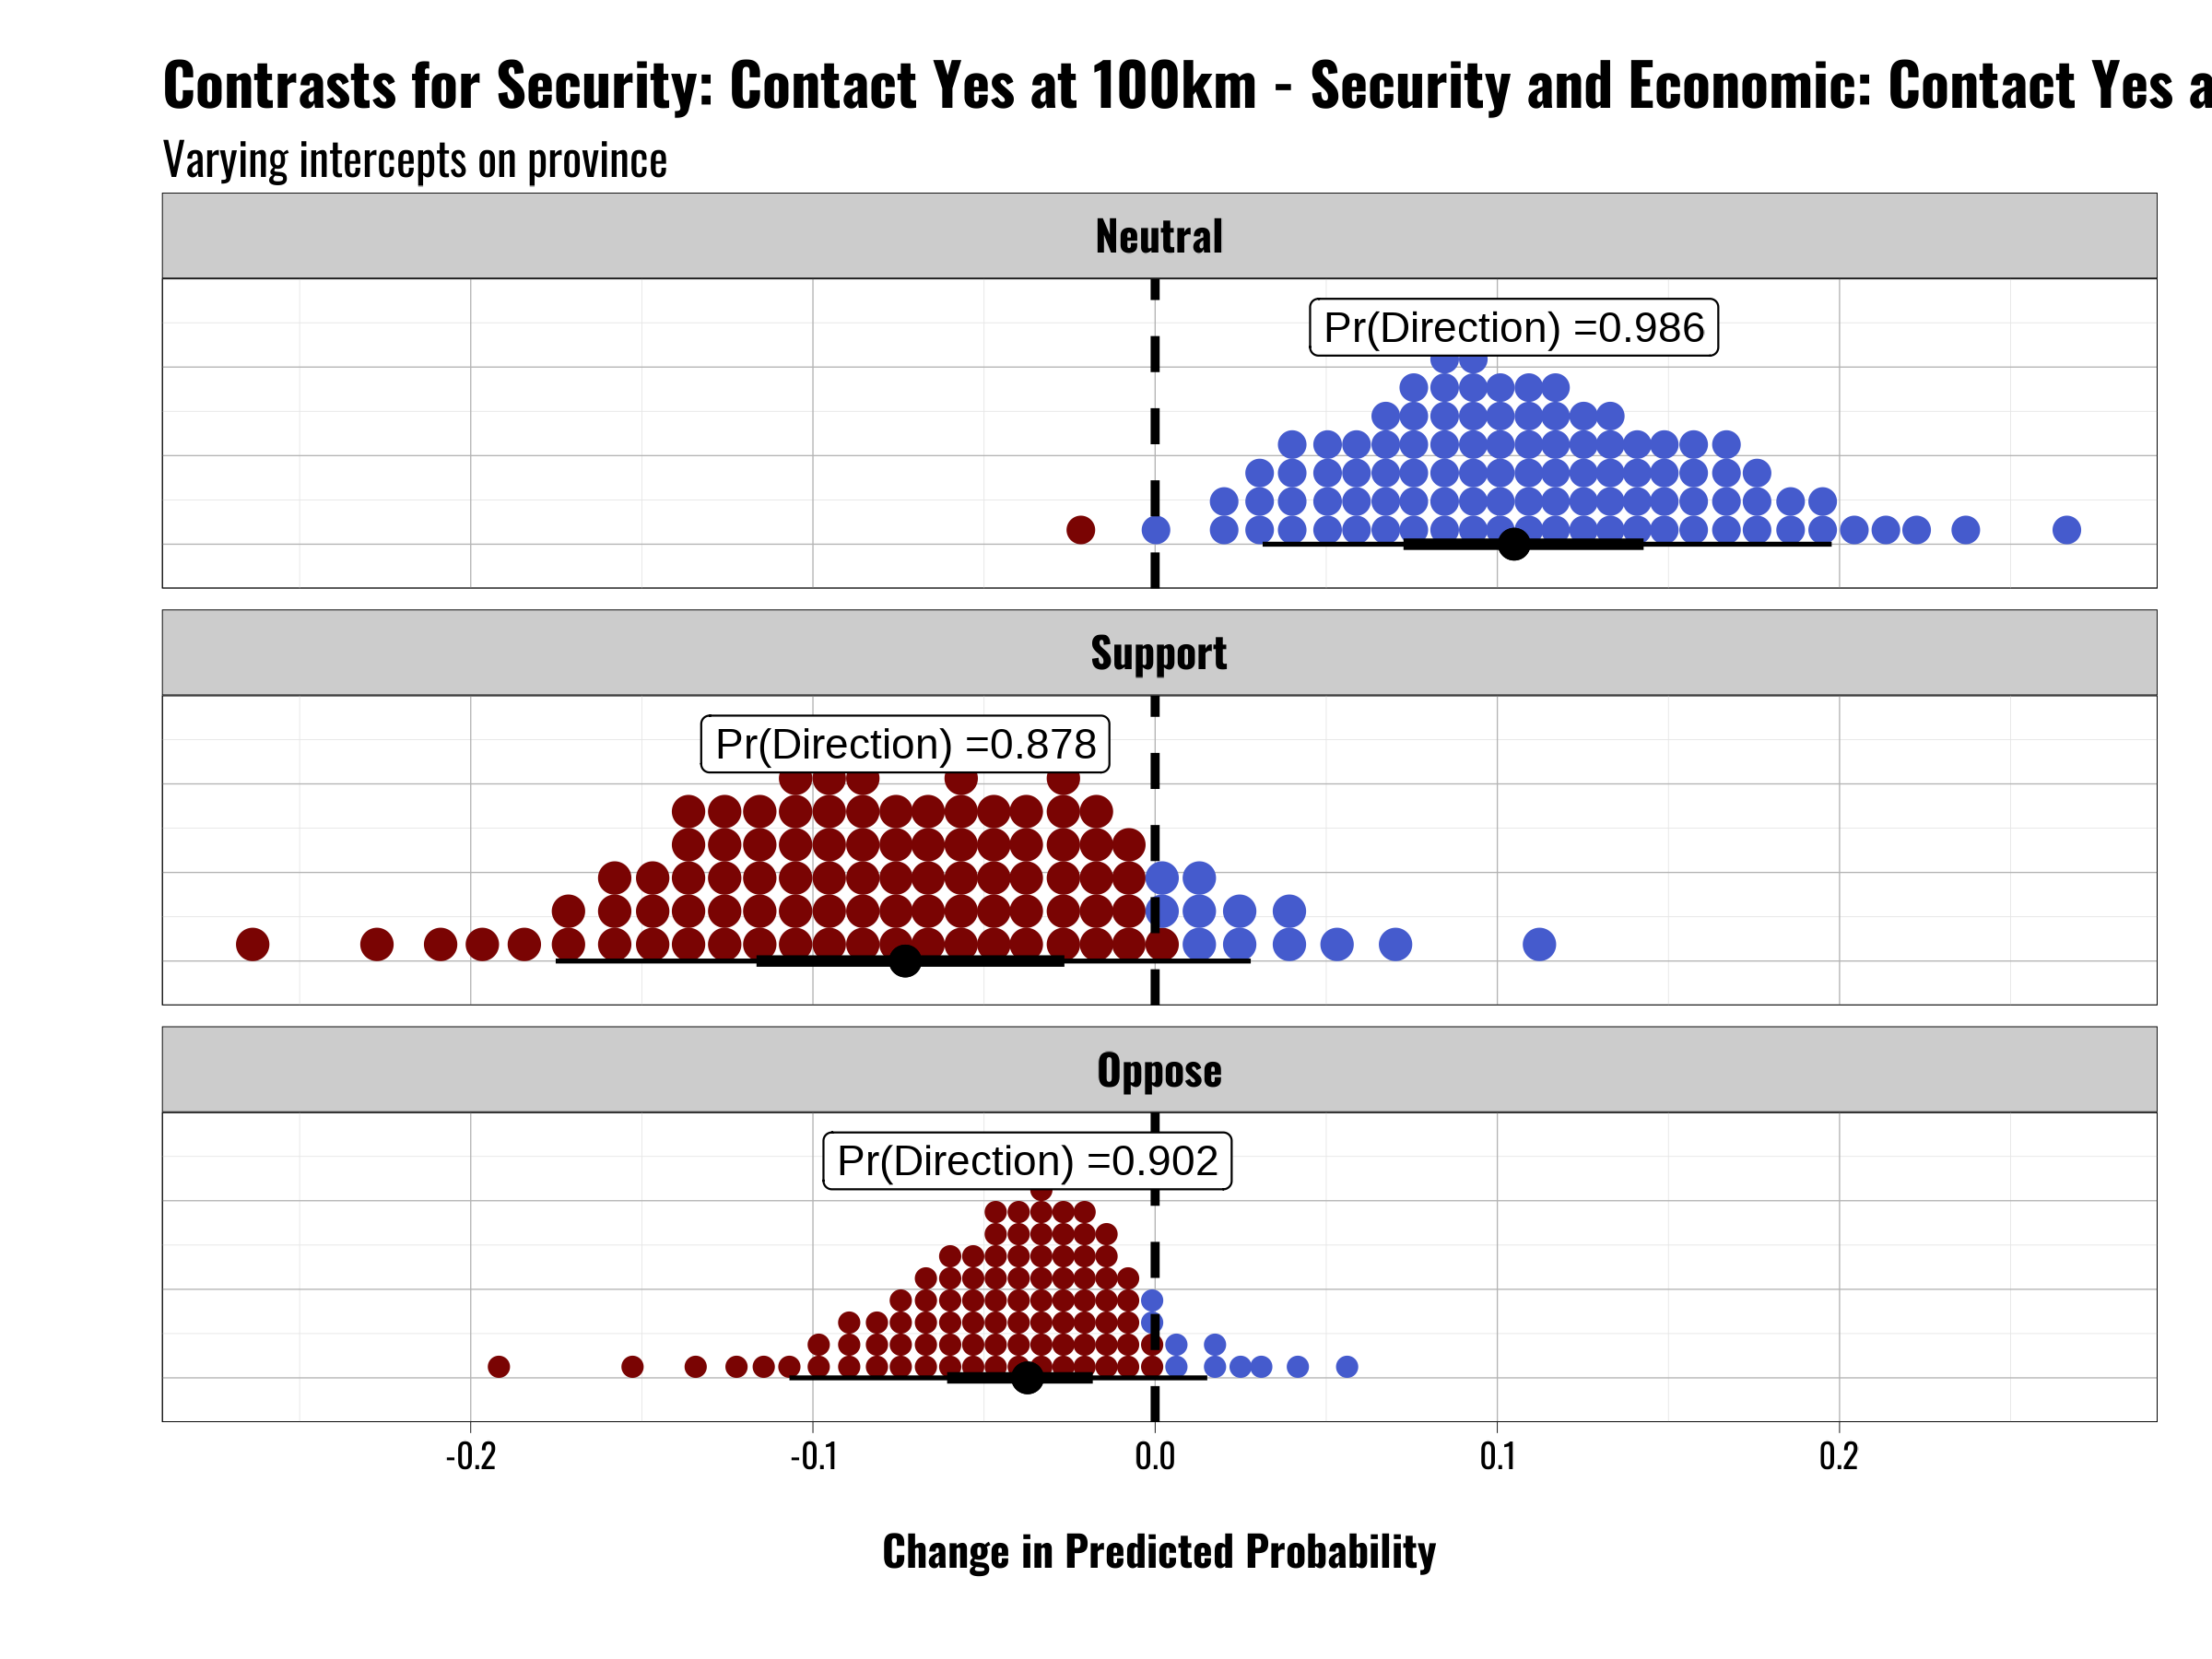 Contrasts for Security: Contact Yes at 100km - Security and Economic: Contact Yes
Varying intercepts on province
Neutral
Pr(Direction) =0.986
Support
Pr(Direction) =0.878
Oppose
Pr(Direction) =0.902
-0.2 -0.1 0.0 0.1 0.2
Change in Predicted Probability